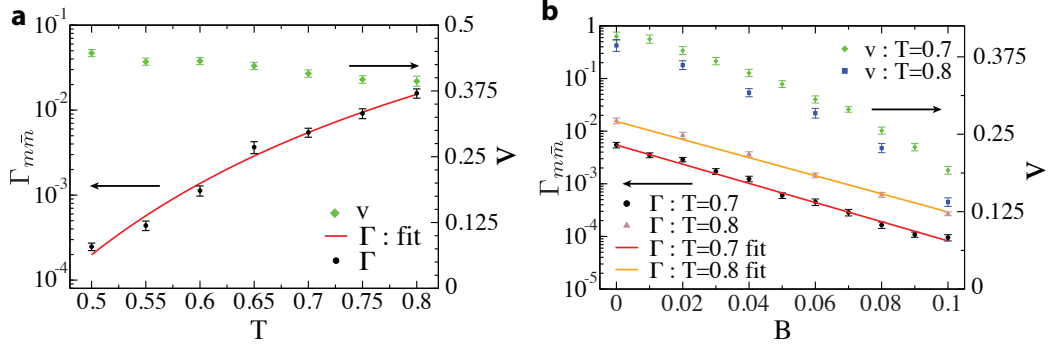 a
10^-1
10^-2
10^-3
10^-4
Γ_{m\bar{m}}
0.5
0.375
0.25
0.125
0
v
v
Γ : fit
Γ
0.5 0.55 0.6 0.65 0.7 0.75 0.8
T
b
1
10^-1
10^-2
10^-3
10^-4
10^-5
Γ_{m\bar{m}}
v : T=0.7
v : T=0.8
0.375
0.25
0.125
0
v
Γ : T=0.7
Γ : T=0.8
Γ : T=0.7 fit
Γ : T=0.8 fit
0 0.02 0.04 0.06 0.08 0.1
B